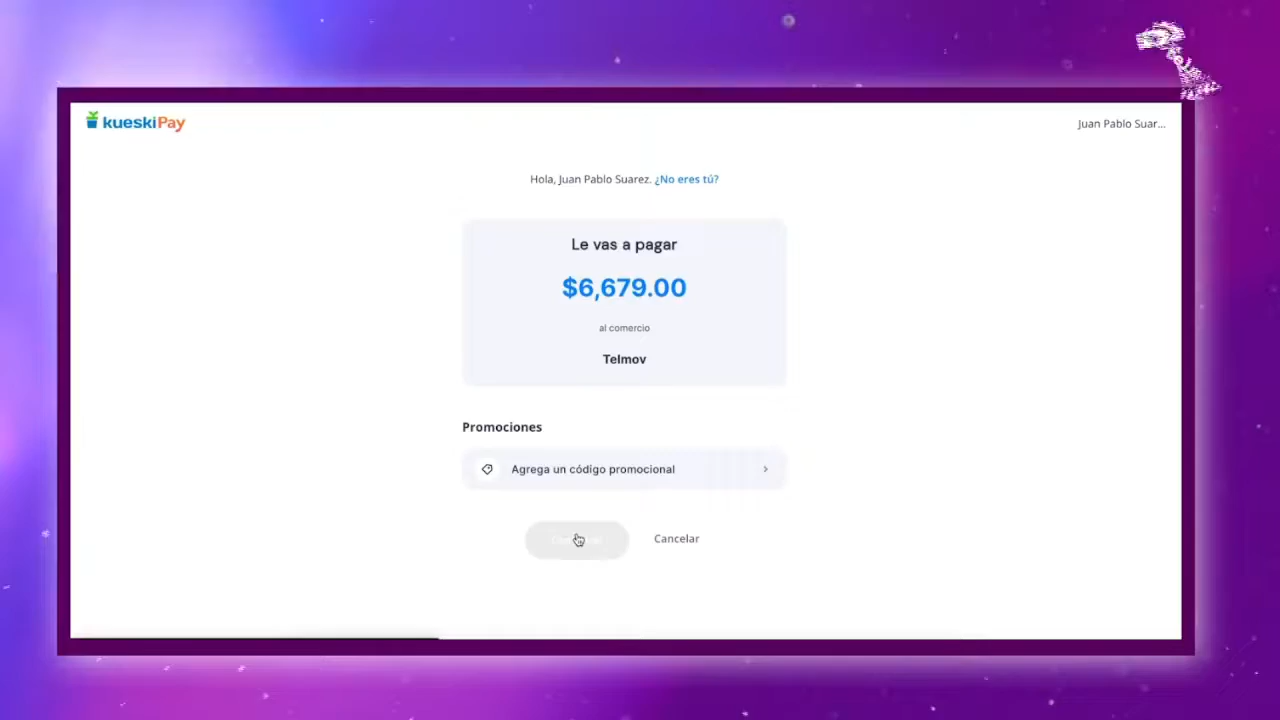 kueskiPay
Juan Pablo Suar...
Hola, Juan Pablo Suarez. ¿No eres tú?
Le vas a pagar
$6,679.00
al comercio
Telmov
Promociones
Agrega un código promocional
Cancelar